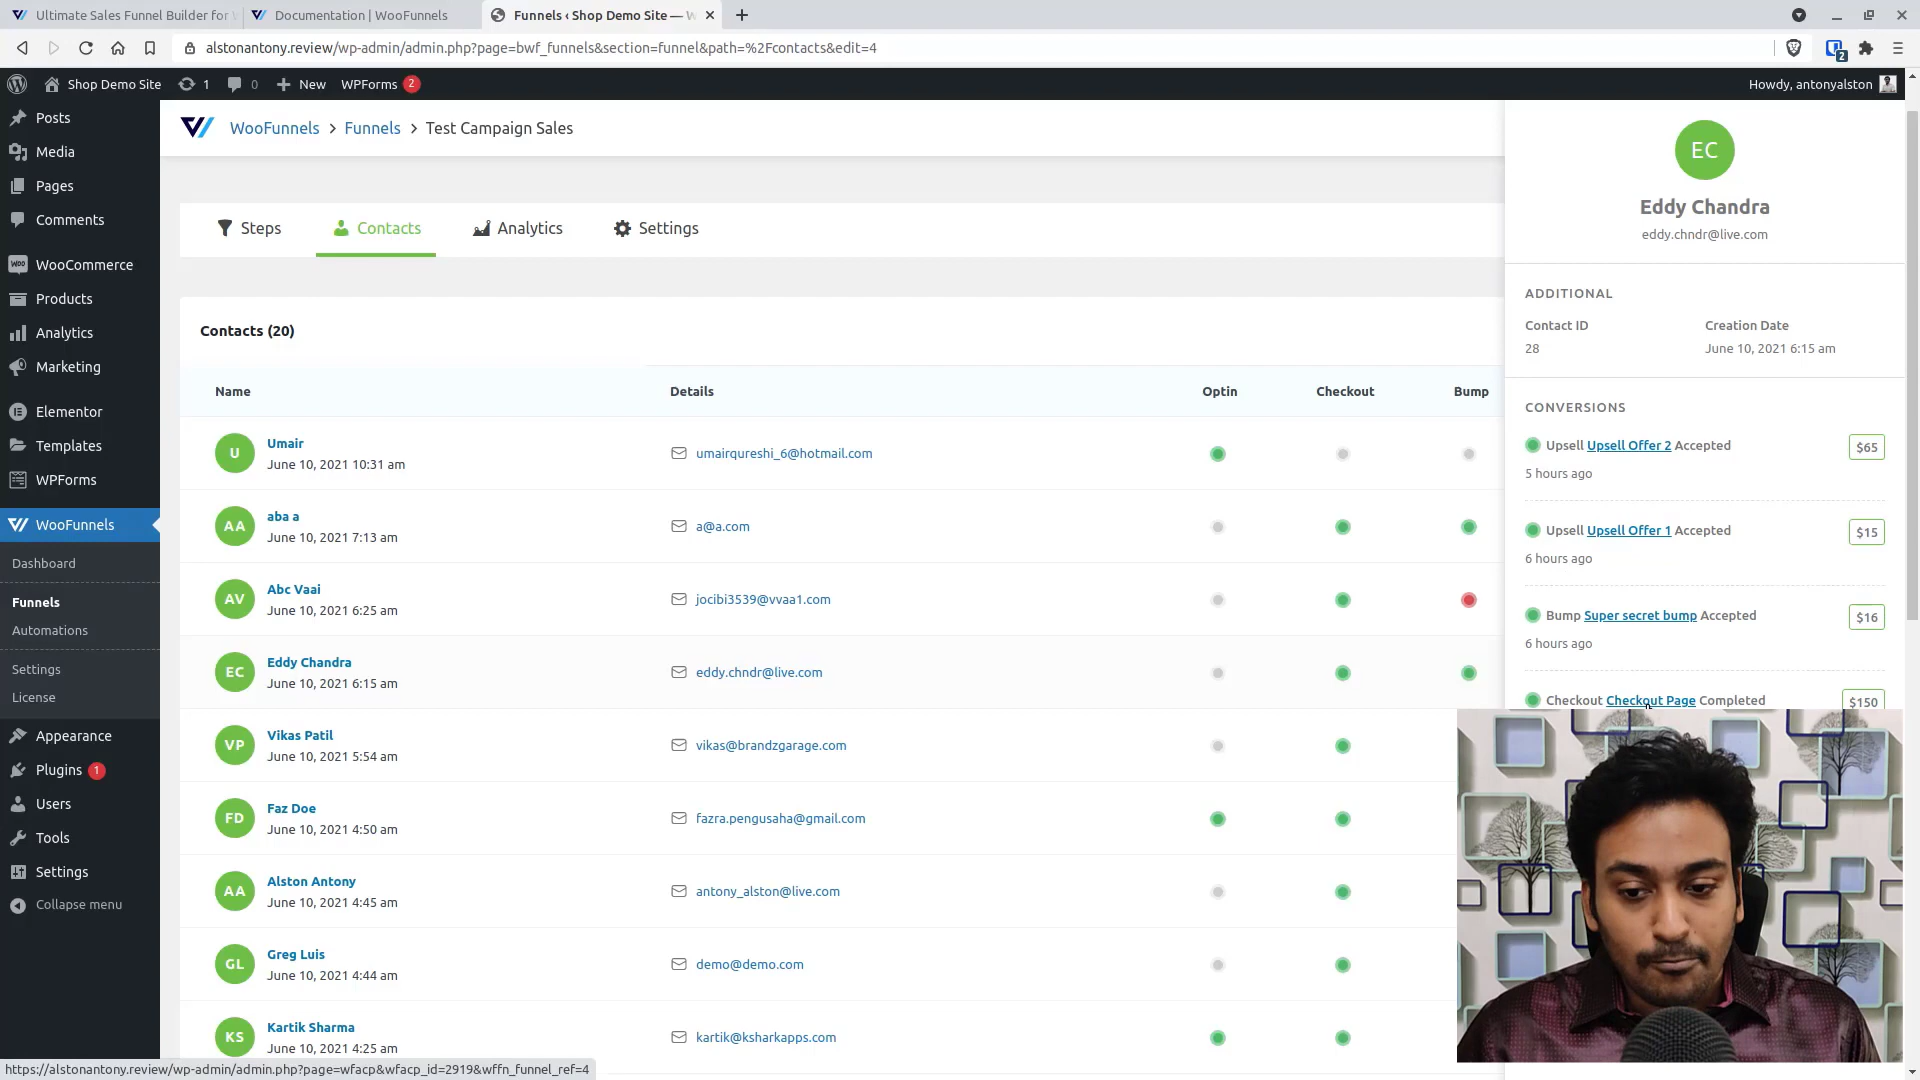 Ultimate Sales Funnel Builder for
Documentation | WooFunnels
Funnels ‹ Shop Demo Site —
alstonantony.review/wp-admin/admin.php?page=bwf_funnels&section=funnel&path=%2Fcontacts&edit=4
2
Shop Demo Site
1
0
New
WPForms 2
Howdy, antonyalston
Posts
Media
Pages
Comments
WooCommerce
Products
Analytics
Marketing
Elementor
Templates
WPForms
WooFunnels
Dashboard
Funnels
Automations
Settings
License
Appearance
Plugins 1
Users
Tools
Settings
Collapse menu
WooFunnels > Funnels > Test Campaign Sales
Steps
Contacts
Analytics
Settings
Contacts (20)
Name Details Optin Checkout Bump
U Umair umairqureshi_6@hotmail.com
June 10, 2021 10:31 am
AA aba a a@a.com
June 10, 2021 7:13 am
AV Abc Vaai jocibi3539@vvaa1.com
June 10, 2021 6:25 am
EC Eddy Chandra eddy.chndr@live.com
June 10, 2021 6:15 am
VP Vikas Patil vikas@brandzgarage.com
June 10, 2021 5:54 am
FD Faz Doe fazra.pengusaha@gmail.com
June 10, 2021 4:50 am
AA Alston Antony antony_alston@live.com
June 10, 2021 4:45 am
GL Greg Luis demo@demo.com
June 10, 2021 4:44 am
KS Kartik Sharma kartik@ksharkapps.com
June 10, 2021 4:25 am
EC
Eddy Chandra
eddy.chndr@live.com
ADDITIONAL
Contact ID Creation Date
28 June 10, 2021 6:15 am
CONVERSIONS
Upsell Upsell Offer 2 Accepted $65
5 hours ago
Upsell Upsell Offer 1 Accepted $15
6 hours ago
Bump Super secret bump Accepted $16
6 hours ago
Checkout Checkout Page Completed $150
https://alstonantony.review/wp-admin/admin.php?page=wfacp&wfacp_id=2919&wffn_funnel_ref=4